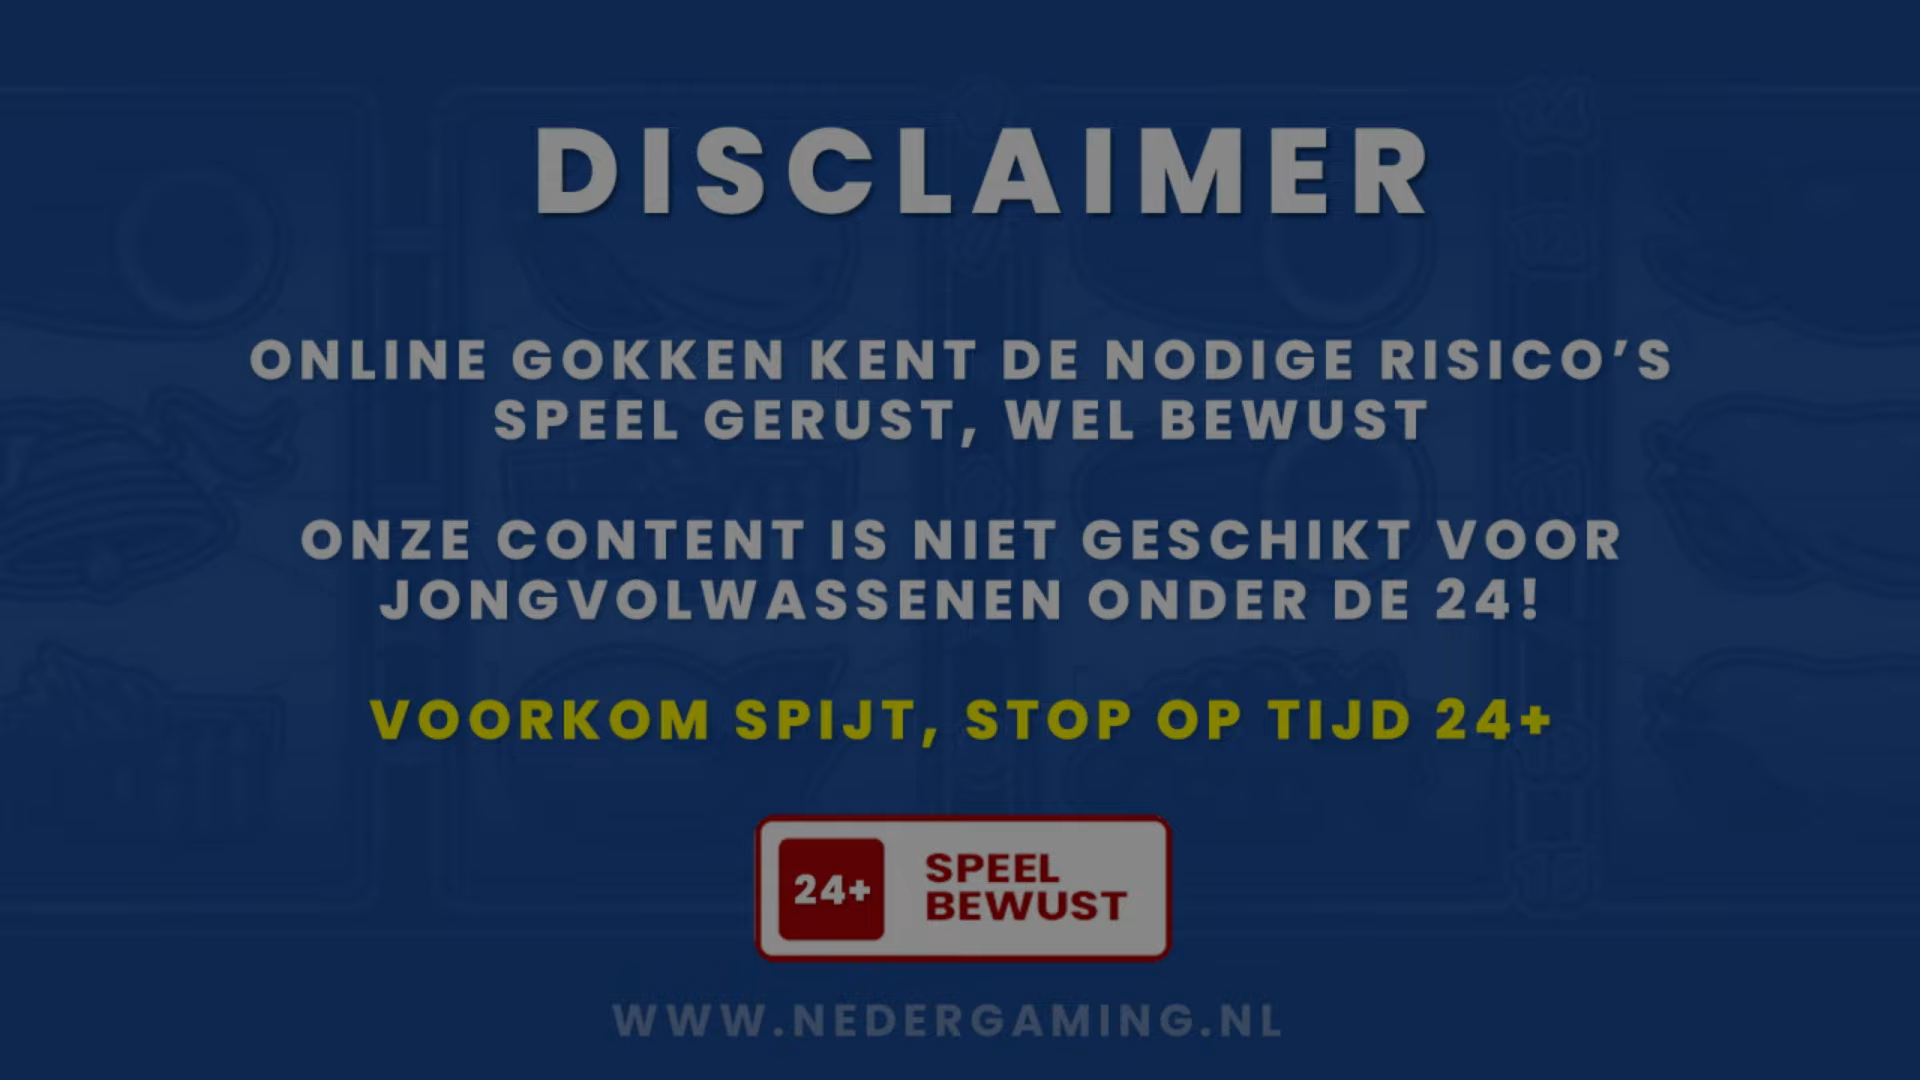 DISCLAIMER
ONLINE GOKKEN KENT DE NODIGE RISICO’S
SPEEL GERUST, WEL BEWUST
ONZE CONTENT IS NIET GESCHIKT VOOR
JONGVOLWASSENEN ONDER DE 24!
VOORKOM SPIJT, STOP OP TIJD 24+
24+
SPEEL
BEWUST
WWW.NEDERGAMING.NL